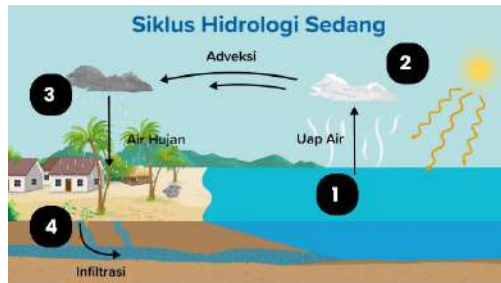 Siklus Hidrologi Sedang
Adveksi
2
3
Air Hujan
Uap Air
1
4
Infiltrasi